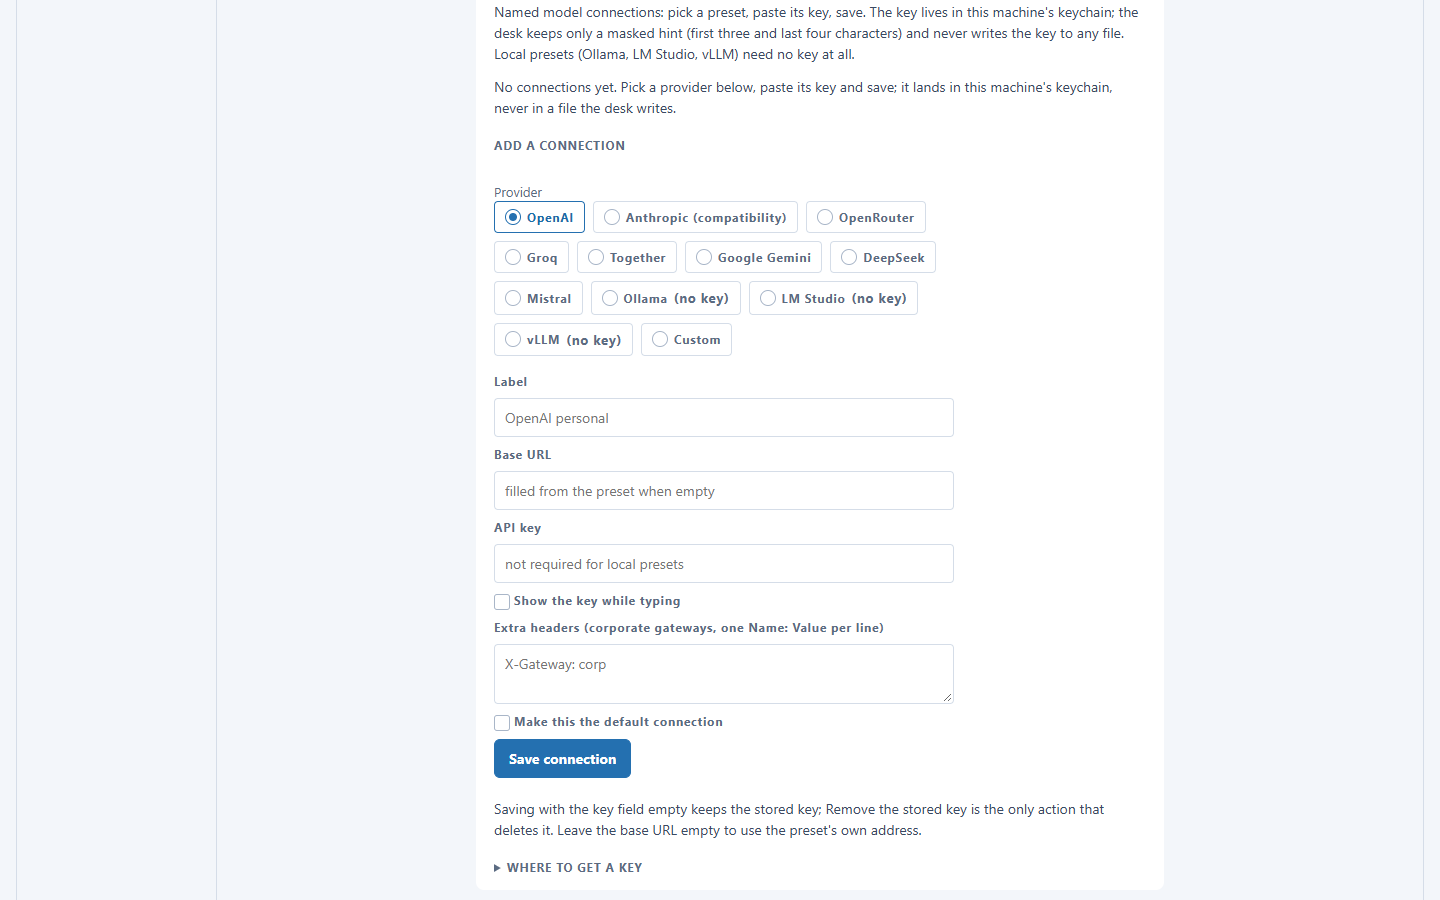 Named model connections: pick a preset, paste its key, save. The key lives in this machine's keychain; the
desk keeps only a masked hint (first three and last four characters) and never writes the key to any file.
Local presets (Ollama, LM Studio, vLLM) need no key at all.
No connections yet. Pick a provider below, paste its key and save; it lands in this machine's keychain,
never in a file the desk writes.
ADD A CONNECTION
Provider
OpenAI Anthropic (compatibility) OpenRouter
Groq Together Google Gemini DeepSeek
Mistral Ollama (no key) LM Studio (no key)
vLLM (no key) Custom
Label
OpenAI personal
Base URL
filled from the preset when empty
API key
not required for local presets
Show the key while typing
Extra headers (corporate gateways, one Name: Value per line)
X-Gateway: corp
Make this the default connection
Save connection
Saving with the key field empty keeps the stored key; Remove the stored key is the only action that
deletes it. Leave the base URL empty to use the preset's own address.
WHERE TO GET A KEY